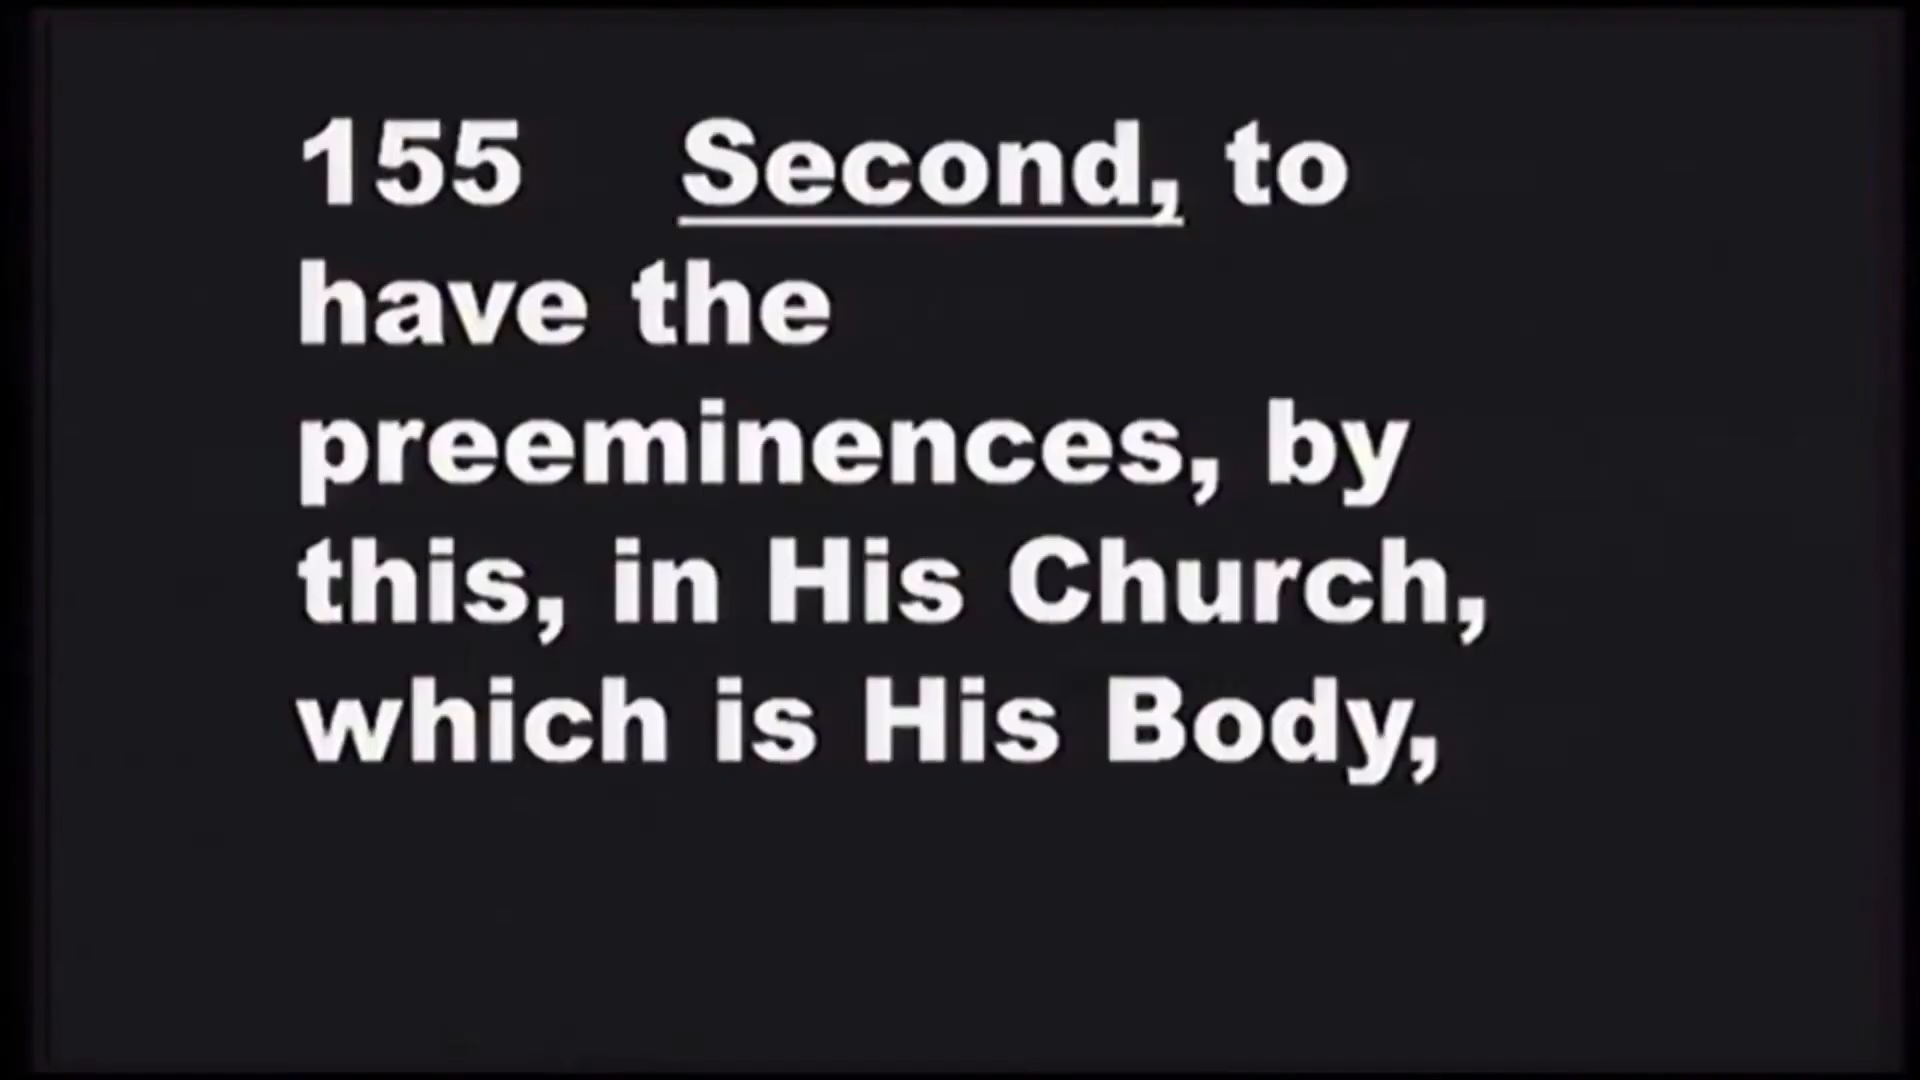 155 Second, to
have the
preeminences, by
this, in His Church,
which is His Body,